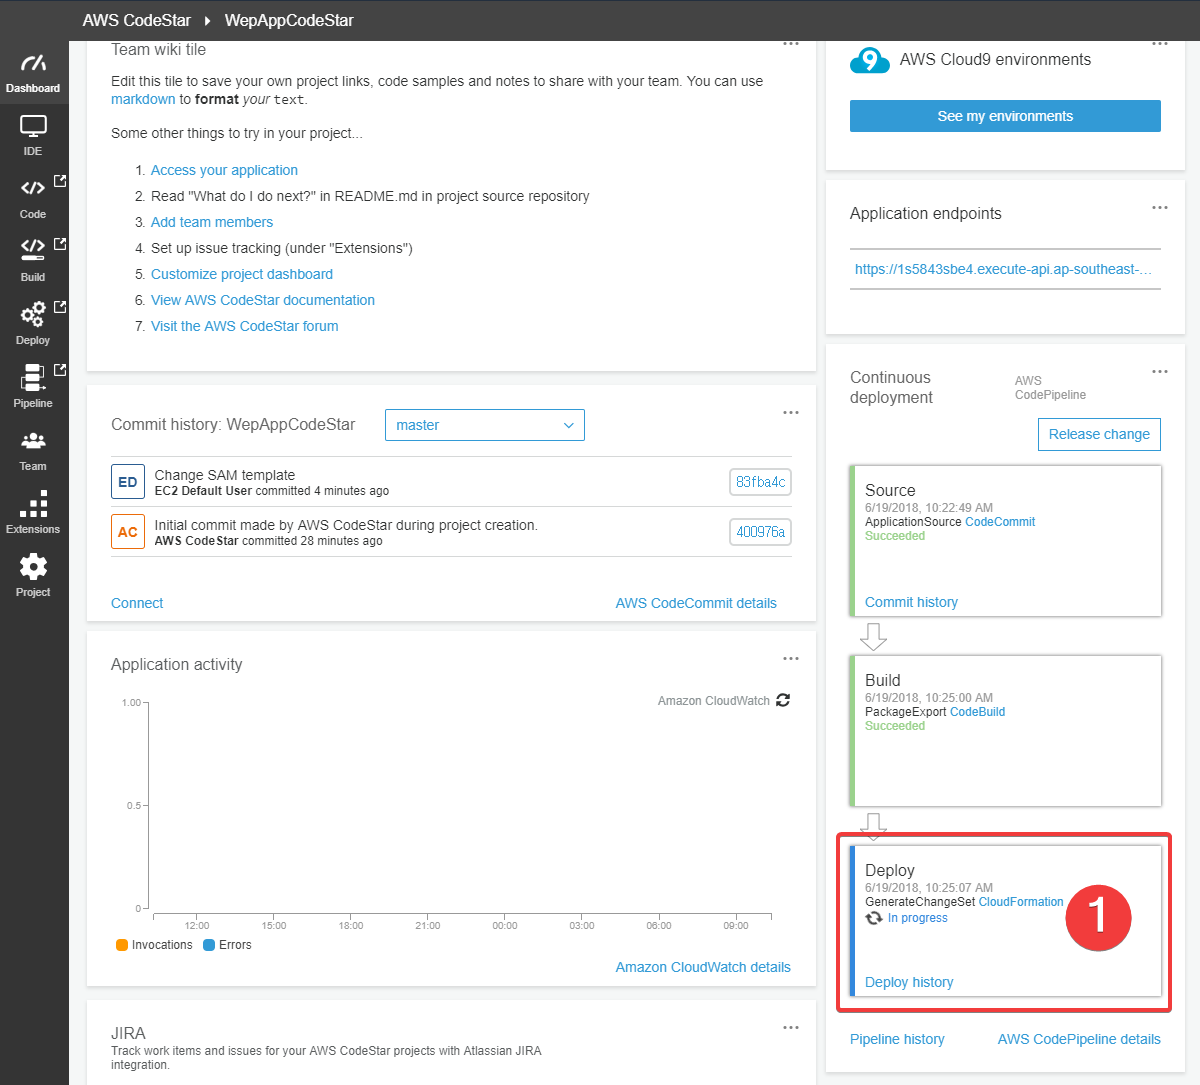 AWS CodeStar WepAppCodeStar
Dashboard
IDE
Code
Build
Deploy
Pipeline
Team
Extensions
Project
Team wiki tile
Edit this tile to save your own project links, code samples and notes to share with your team. You can use
markdown to format your text.
Some other things to try in your project...
1. Access your application
2. Read "What do I do next?" in README.md in project source repository
3. Add team members
4. Set up issue tracking (under "Extensions")
5. Customize project dashboard
6. View AWS CodeStar documentation
7. Visit the AWS CodeStar forum
Commit history: WepAppCodeStar
master
ED
Change SAM template
EC2 Default User committed 4 minutes ago
83fba4c
AC
Initial commit made by AWS CodeStar during project creation.
AWS CodeStar committed 28 minutes ago
400976a
Connect
AWS CodeCommit details
Application activity
Amazon CloudWatch
1.00
0.5
0
12:00 15:00 18:00 21:00 00:00 03:00 06:00 09:00
Invocations Errors
Amazon CloudWatch details
JIRA
Track work items and issues for your AWS CodeStar projects with Atlassian JIRA
integration.
9
AWS Cloud9 environments
See my environments
Application endpoints
https://1s5843sbe4.execute-api.ap-southeast-...
Continuous
deployment
AWS
CodePipeline
Release change
Source
6/19/2018, 10:22:49 AM
ApplicationSource CodeCommit
Succeeded
Commit history
Build
6/19/2018, 10:25:00 AM
PackageExport CodeBuild
Succeeded
Deploy
6/19/2018, 10:25:07 AM
GenerateChangeSet CloudFormation
In progress
1
Deploy history
Pipeline history
AWS CodePipeline details